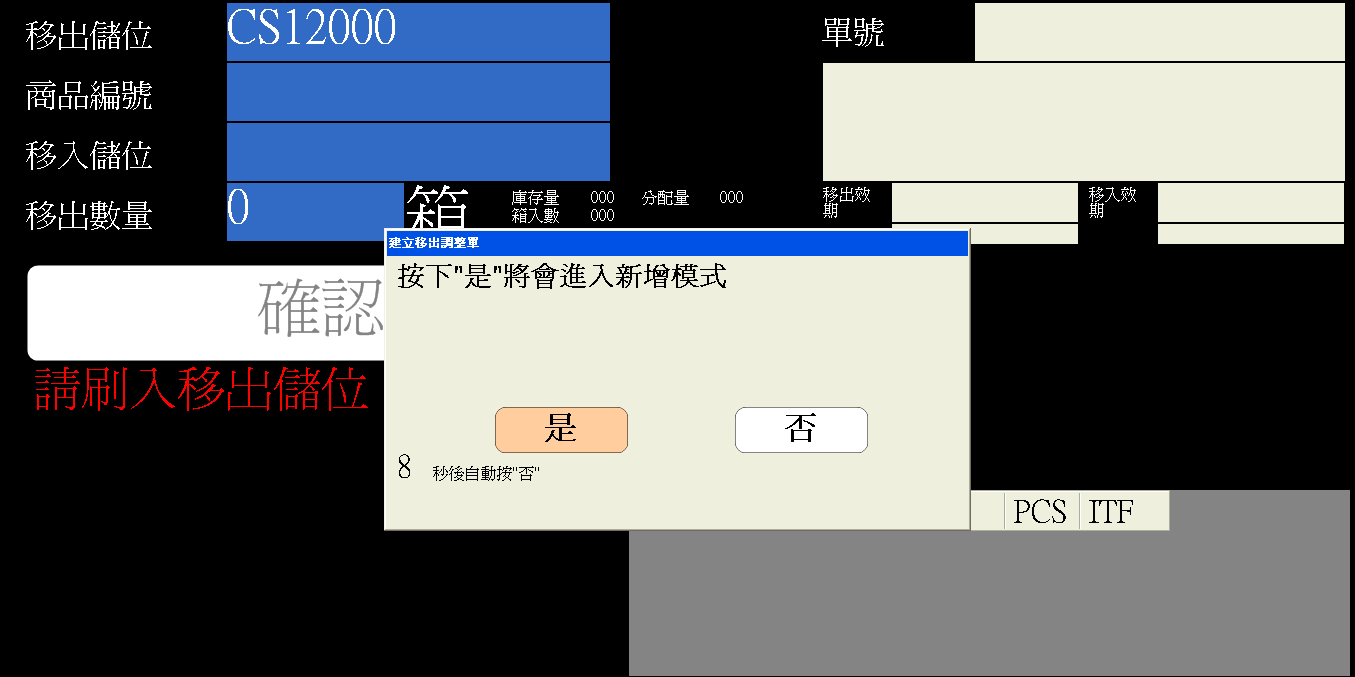 移出儲位 CS12000
單號
商品編號
移入儲位
移出數量 0 箱
庫存量 000 分配量 000
箱入數 000
移出效期
移入效期
建立移出調整單
按下"是"將會進入新增模式
確認
請刷入移出儲位
是 否
8 秒後自動按"否"
PCS ITF